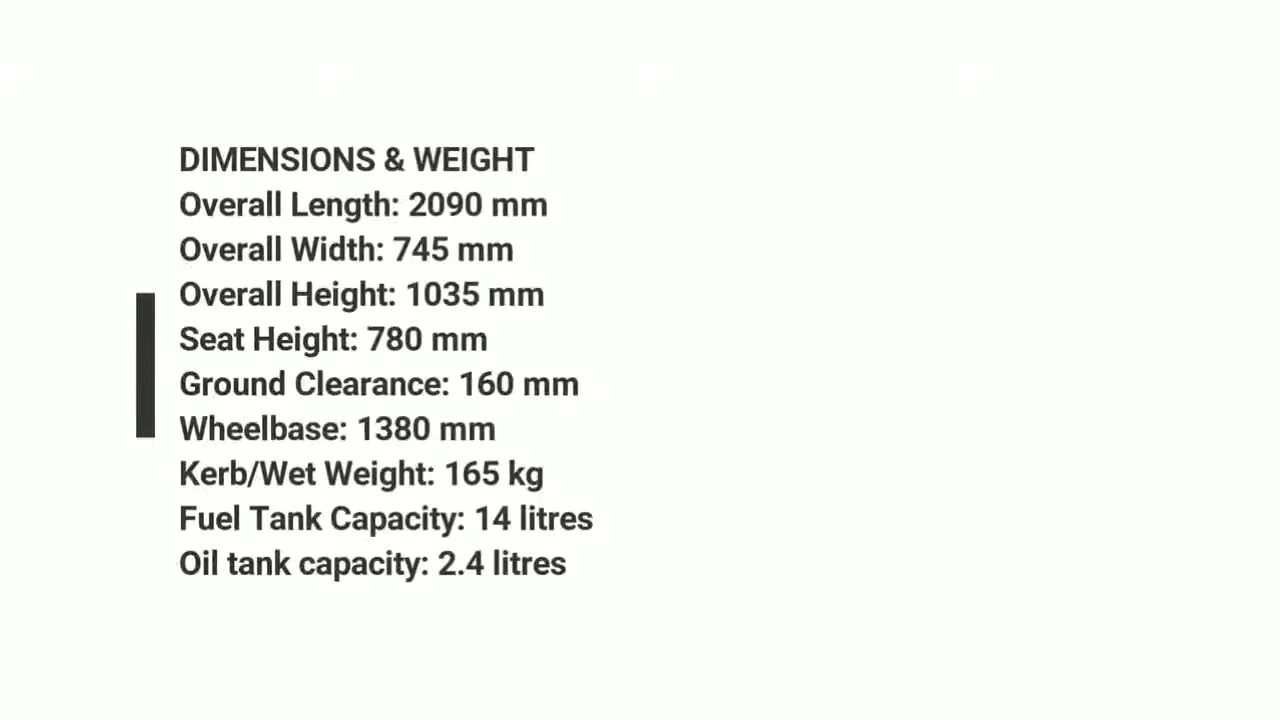 DIMENSIONS & WEIGHT
Overall Length: 2090 mm
Overall Width: 745 mm
Overall Height: 1035 mm
Seat Height: 780 mm
Ground Clearance: 160 mm
Wheelbase: 1380 mm
Kerb/Wet Weight: 165 kg
Fuel Tank Capacity: 14 litres
Oil tank capacity: 2.4 litres